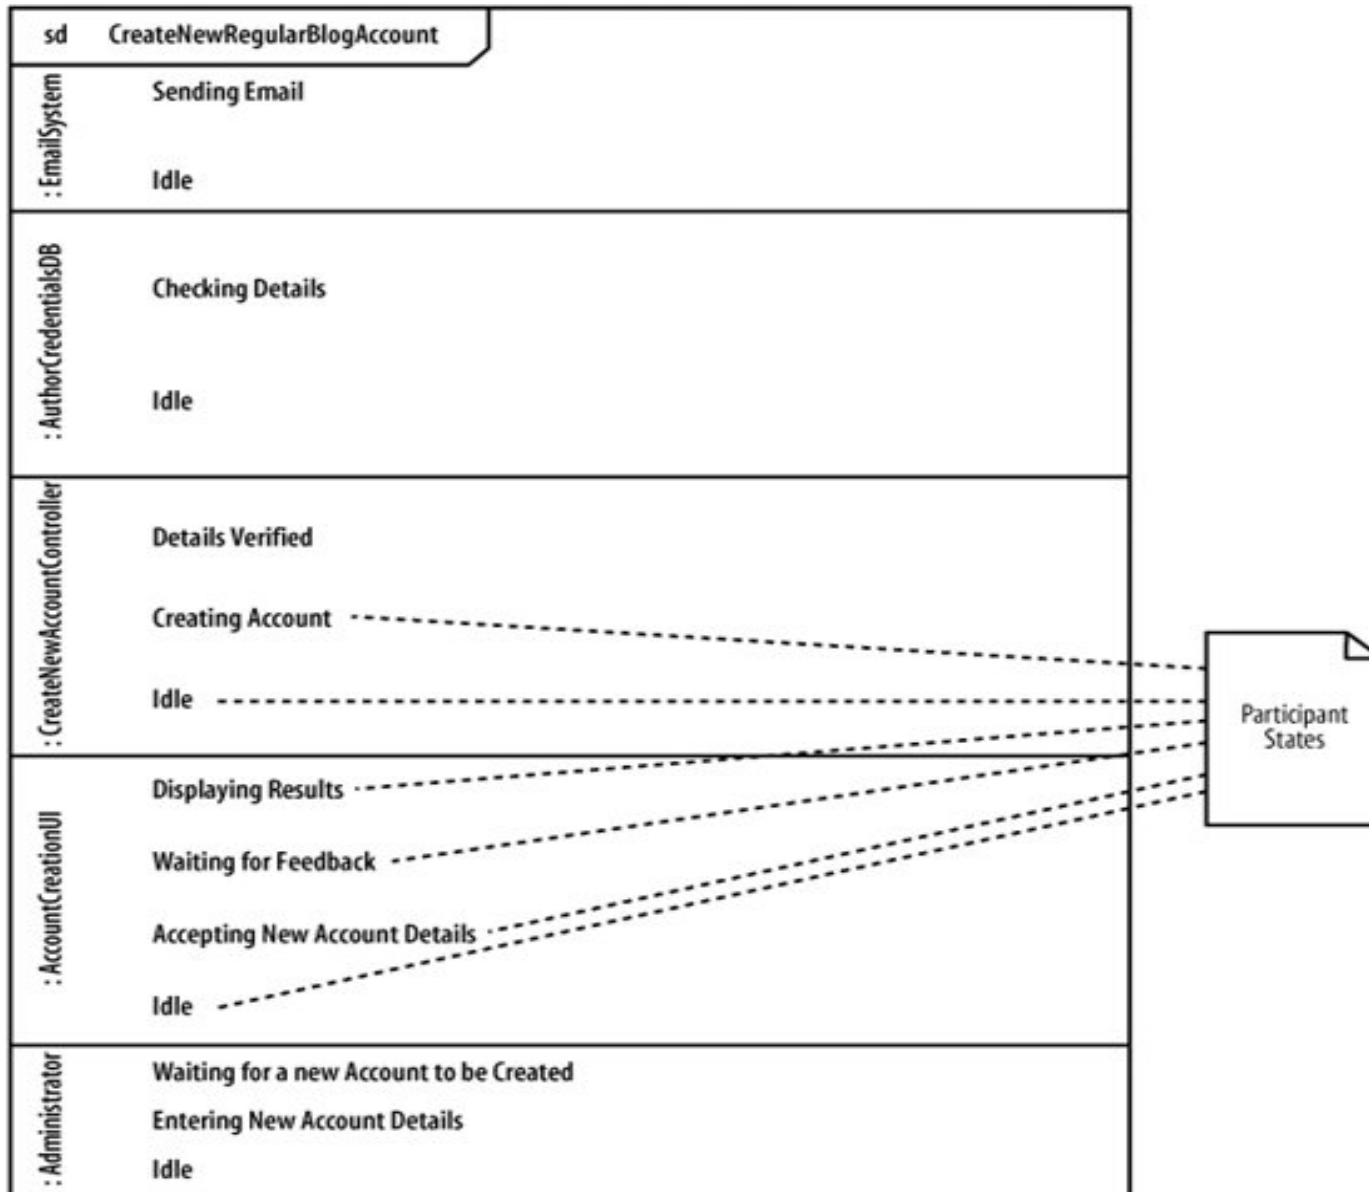 sd CreateNewRegularBlogAccount
: EmailSystem
Sending Email
Idle
: AuthorCredentialsDB
Checking Details
Idle
: CreateNewAccountController
Details Verified
Creating Account
Idle
Participant
States
: AccountCreationUI
Displaying Results
Waiting for Feedback
Accepting New Account Details
Idle
: Administrator
Waiting for a new Account to be Created
Entering New Account Details
Idle